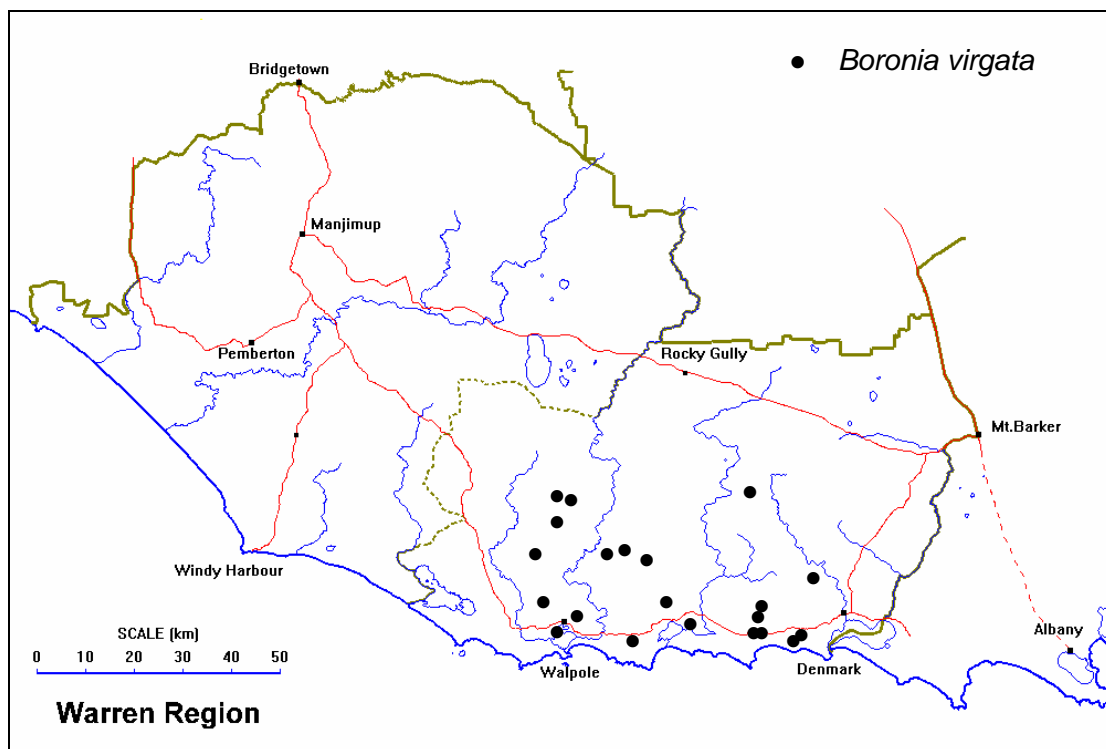 Boronia virgata
Bridgetown
Manjimup
Pemberton
Rocky Gully
Mt.Barker
Windy Harbour
SCALE (km)
0 10 20 30 40 50
Walpole
Denmark
Albany
Warren Region